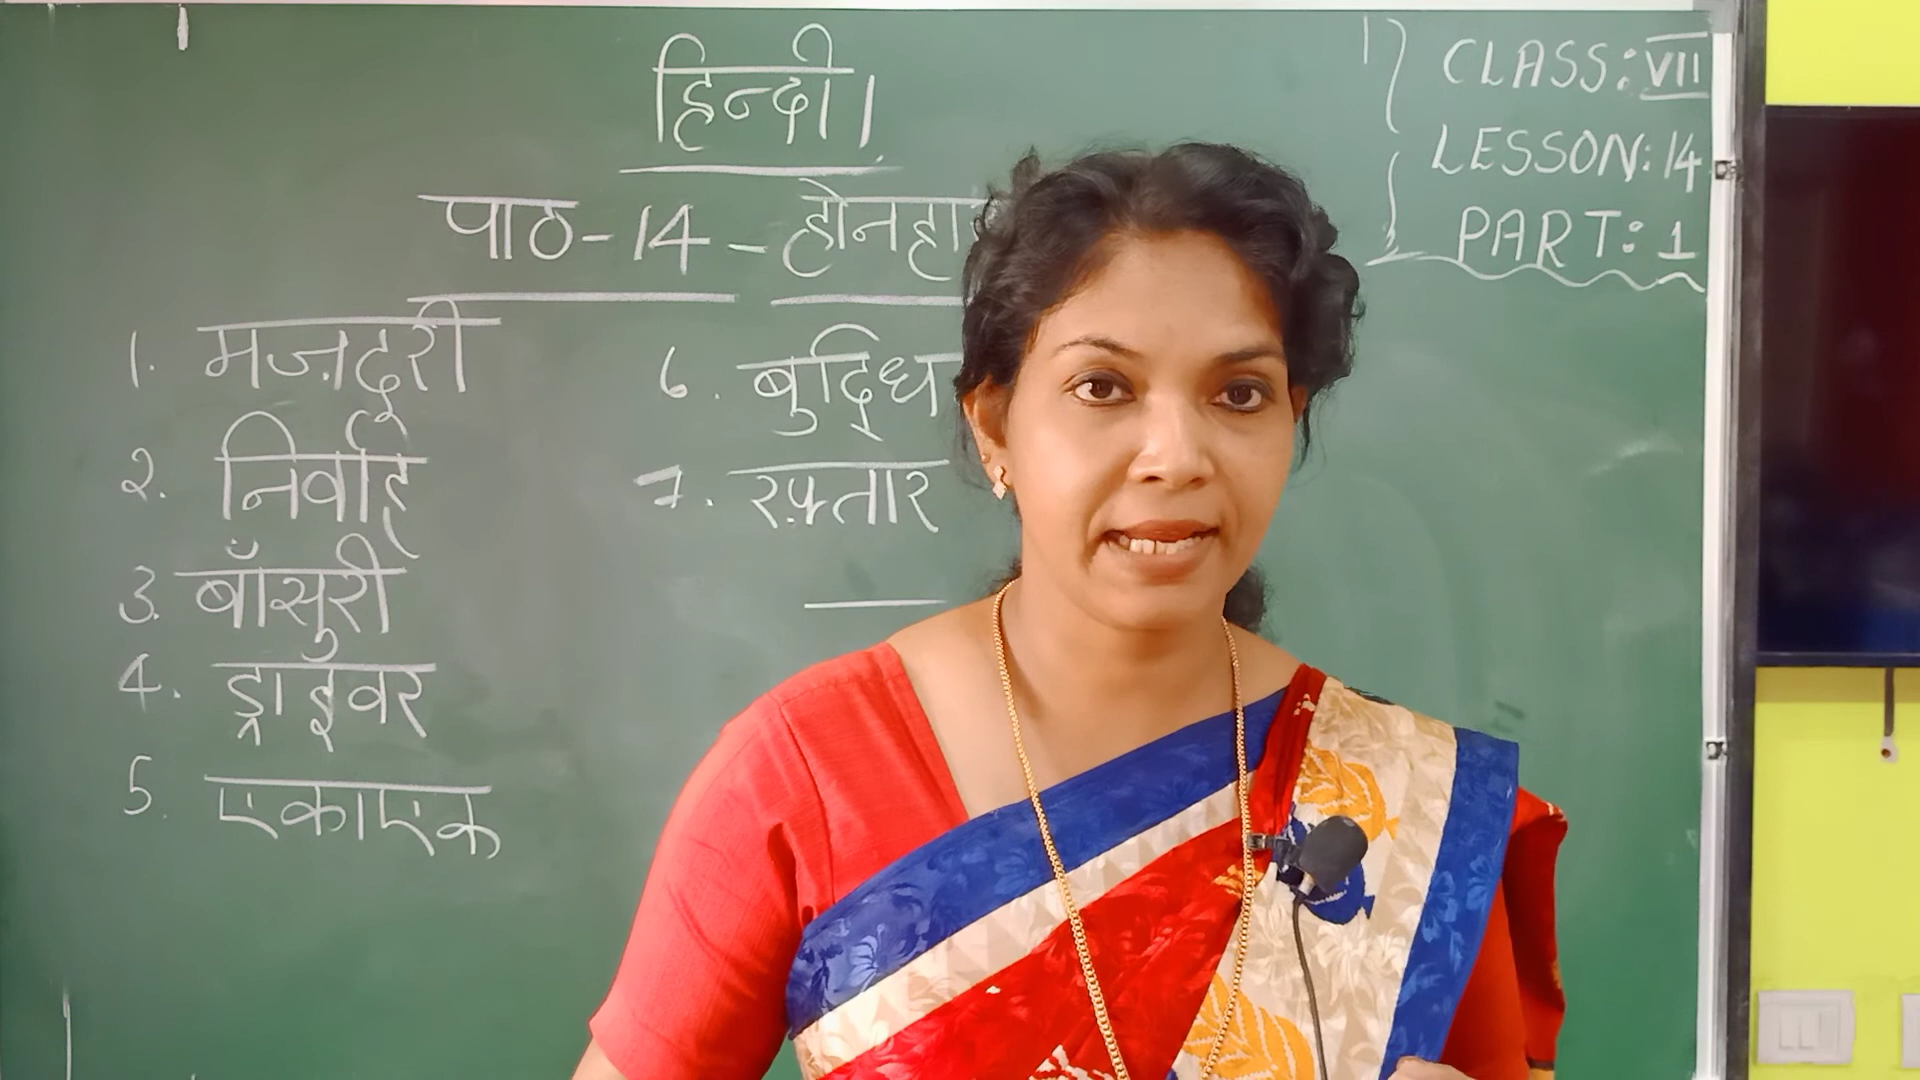 हिन्दी।
पाठ-14-
1. मज़दूरी
2. निर्वाह
3. बाँसुरी
4. ड्राइवर
5. एकाएक
6. बुद्धि
7. रफ़्तार
CLASS: VII
LESSON: 14
PART: 1